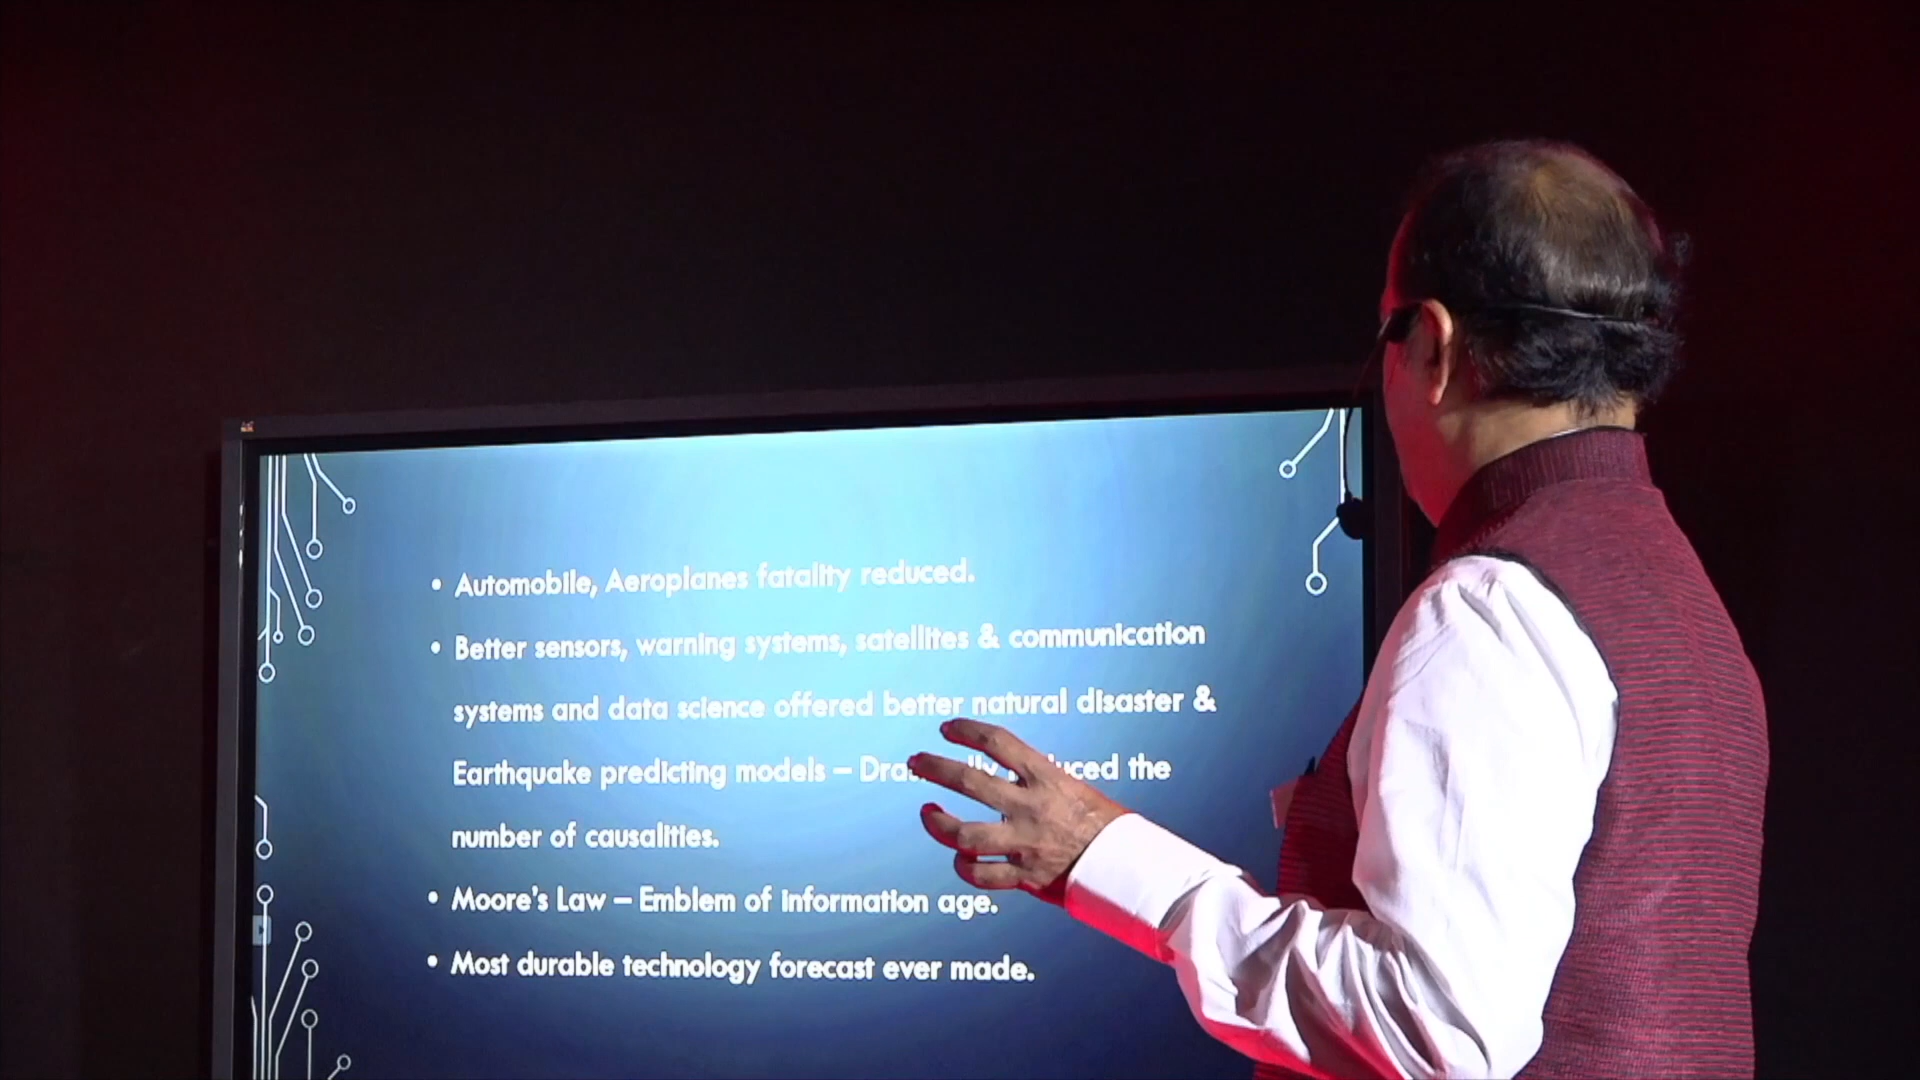 • Automobile, Aeroplanes fatality reduced.
• Better sensors, warning systems, satellites & communication
systems and data science offered better natural disaster &
Earthquake predicting models – the
number of causalities.
• Moore's Law – Emblem of information age.
• Most durable technology forecast ever made.